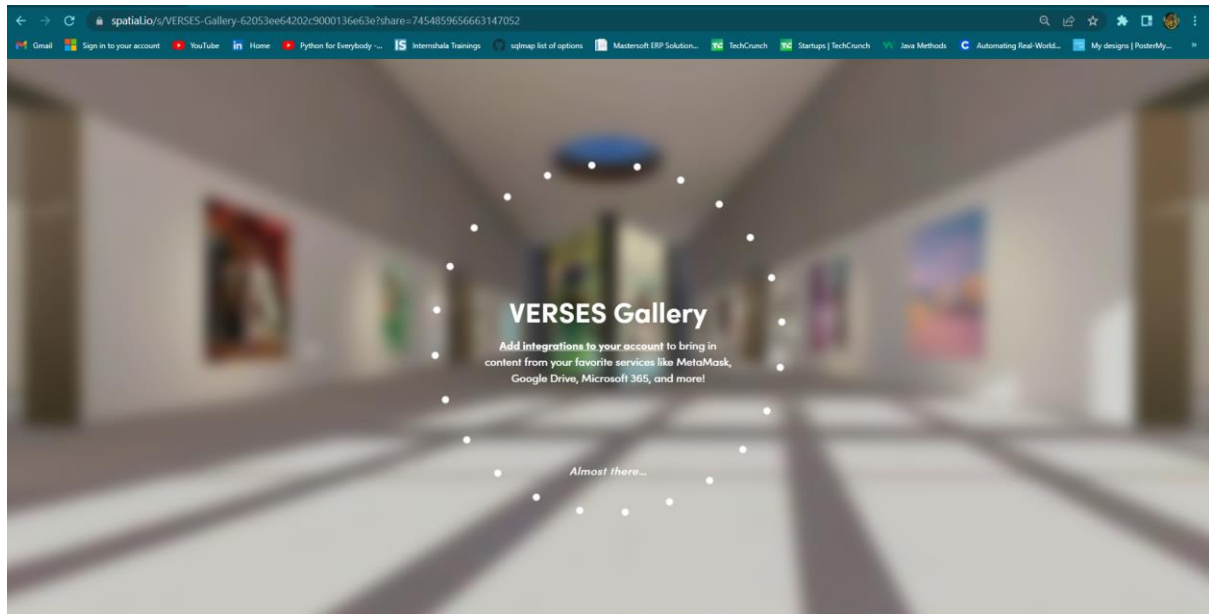 spatial.io/s/VERSES-Gallery-62053ee64202c9000136e63e?share=7454859656663147052
Gmail Sign in to your account YouTube Home Python for Everybody -... Internshala Trainings sqlmap list of options Mastersoft ERP Solution... TechCrunch Startups | TechCrunch Java Methods Automating Real-World... My designs | PosterMy... »
VERSES Gallery
Add integrations to your account to bring in
content from your favorite services like MetaMask,
Google Drive, Microsoft 365, and more!
Almost there...